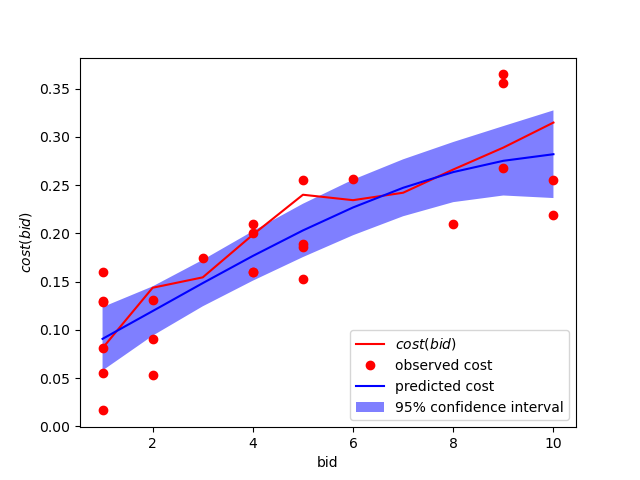 0.35
0.30
0.25
0.20
0.15
0.10
0.05
0.00
cost(bid)
cost(bid)
observed cost
predicted cost
95% confidence interval
2 4 6 8 10
bid